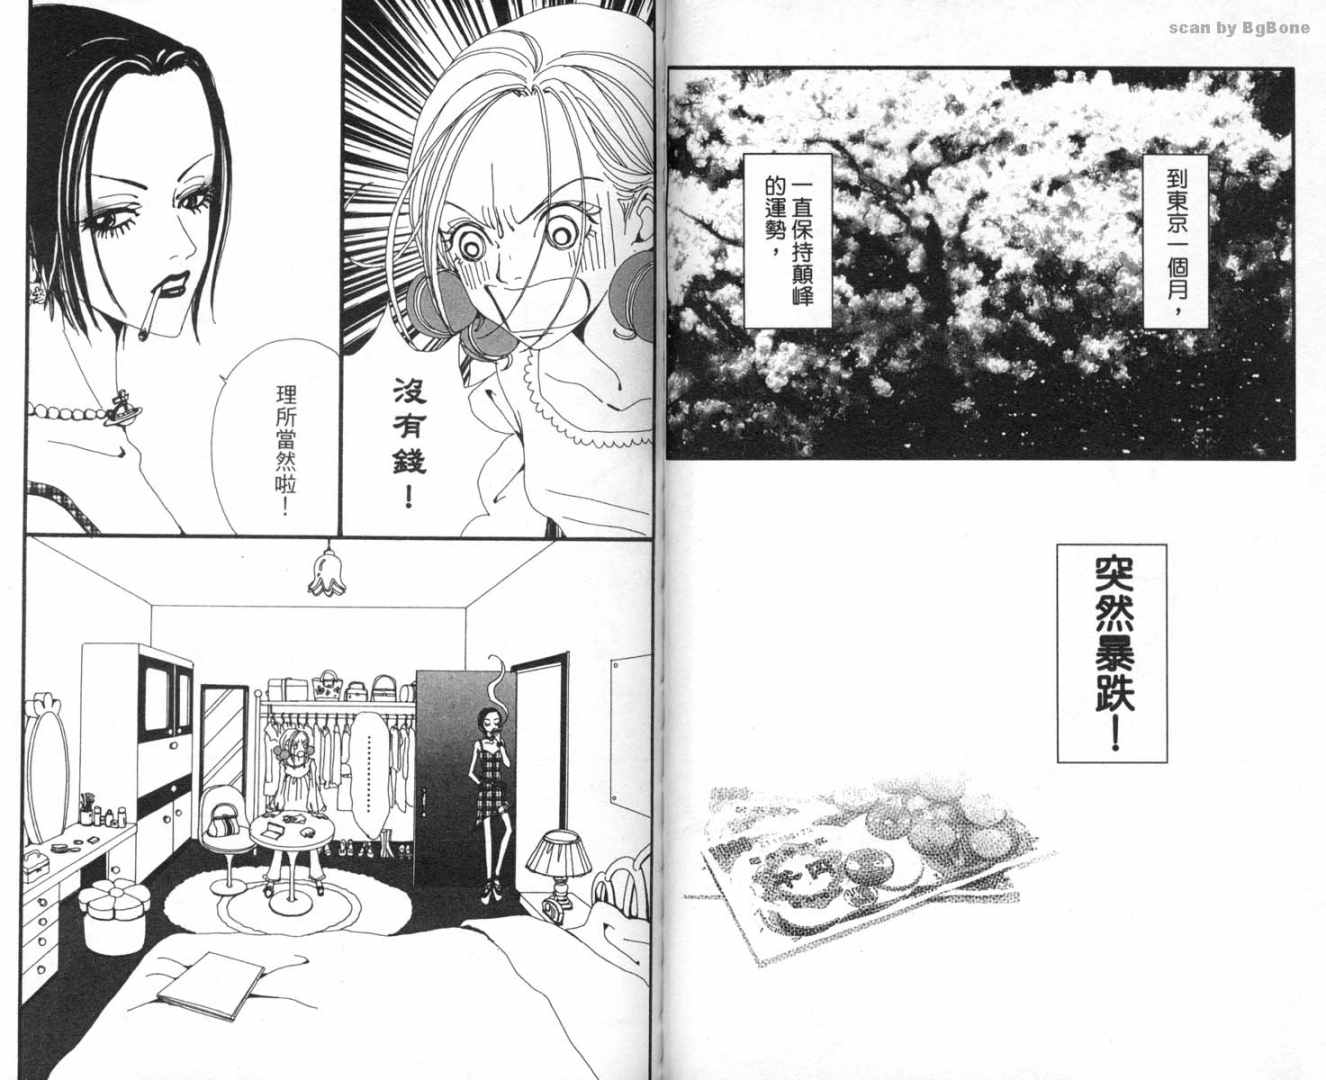 scan by BgBone
到東京一個月，
一直保持顛峰
的運勢，
突然暴跌！
沒有錢！
理所當然啦！
…………